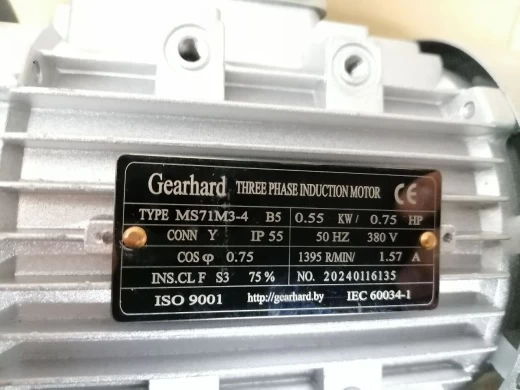 Gearhard THREE PHASE INDUCTION MOTOR CE
TYPE MS71M3-4 B5 0.55 KW/ 0.75 HP
CONN Y IP 55 50 HZ 380 V
COS φ 0.75 1395 R/MIN/ 1.57 A
INS.CL F S3 75% NO. 20240116135
ISO 9001 http://gearhard.by IEC 60034-1